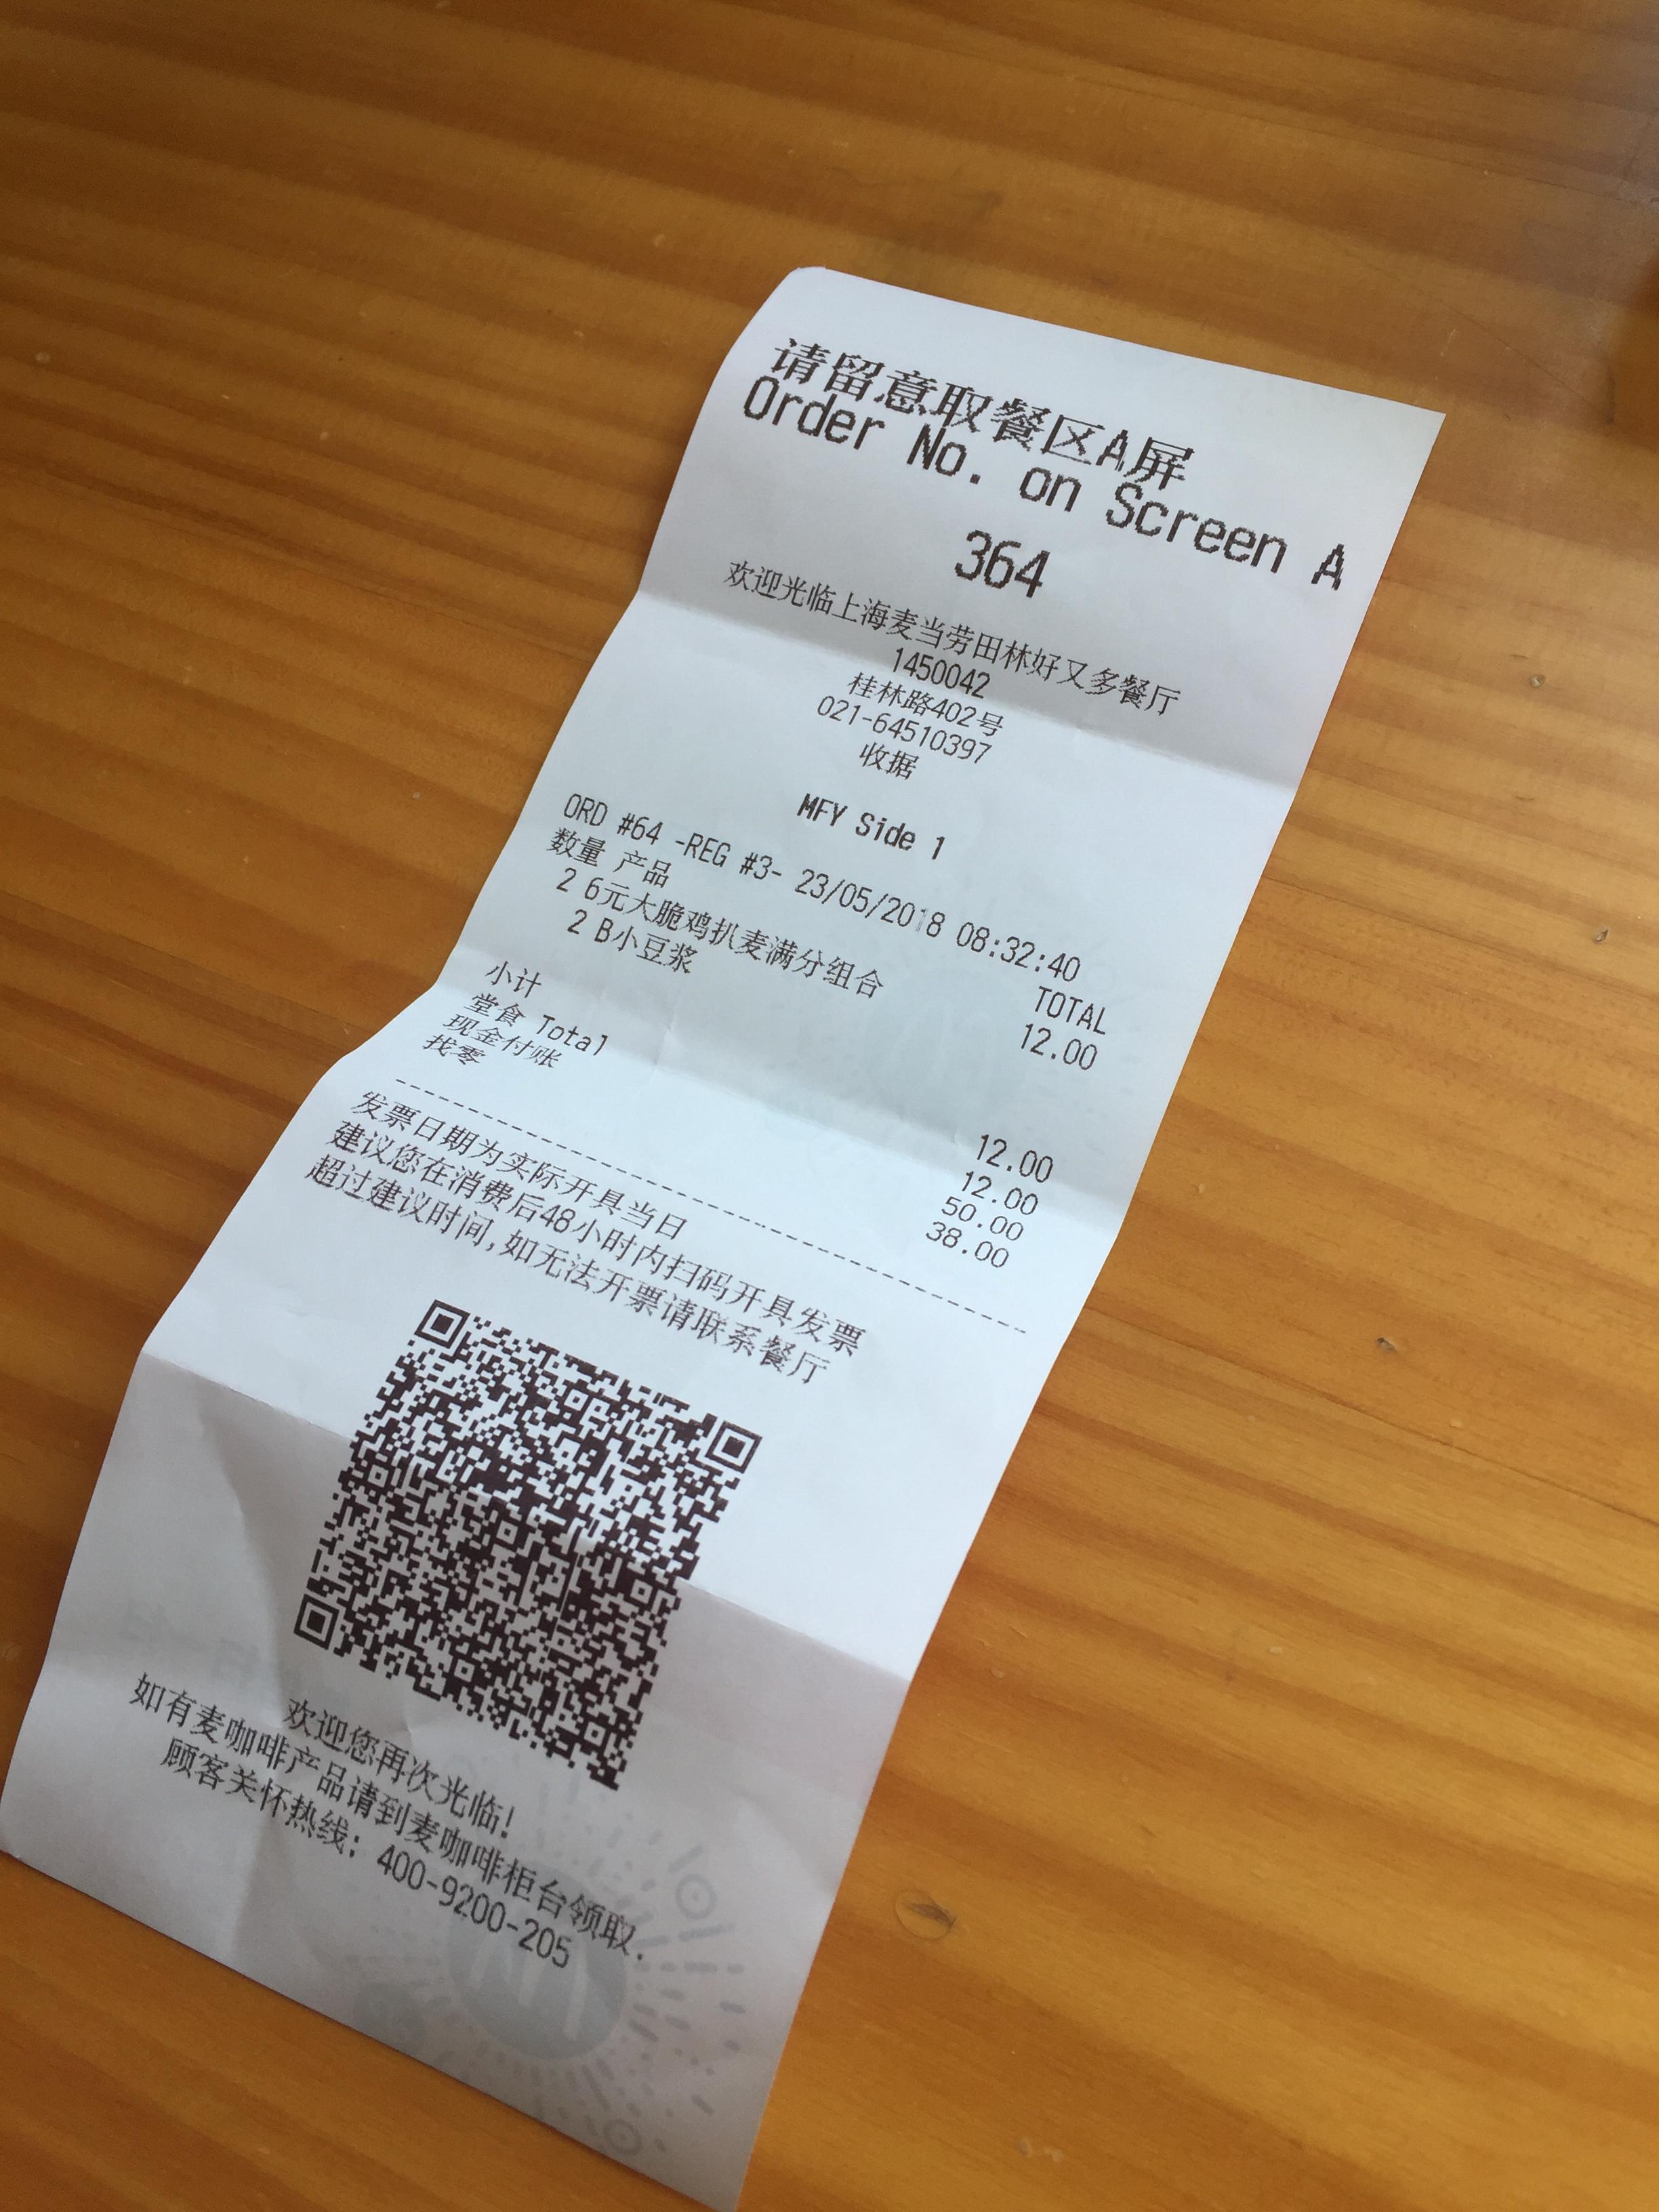 请留意取餐区A屏
Order No. on Screen A
364
欢迎光临上海麦当劳田林好又多餐厅
1450042
桂林路402号
021-64510397
收据
MFY Side 1
ORD #64 -REG #3- 23/05/2018 08:32:40
数量 产品 TOTAL
2 6元大脆鸡扒麦满分组合 12.00
2 B小豆浆
小计 12.00
堂食 Total 12.00
现金付账 50.00
找零 38.00
发票日期为实际开具当日
建议您在消费后48小时内扫码开具发票
超过建议时间,如无法开票请联系餐厅
欢迎您再次光临!
如有麦咖啡产品请到麦咖啡柜台领取.
顾客关怀热线: 400-9200-205